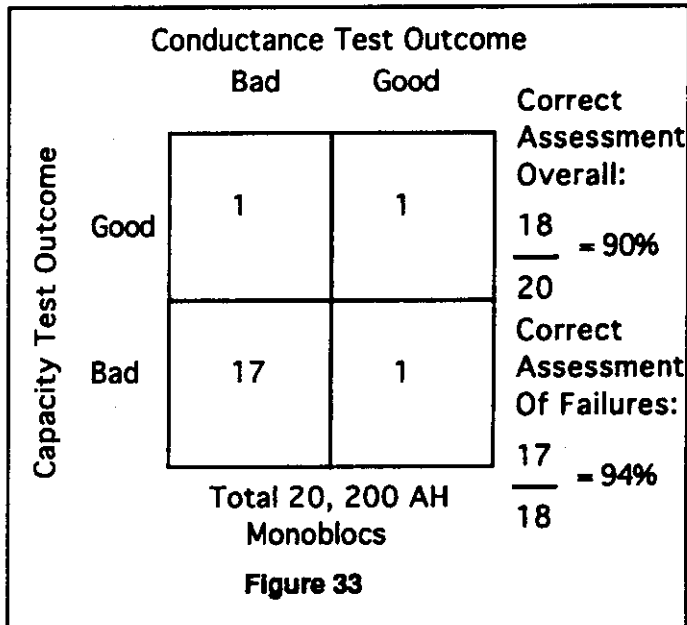 Conductance Test Outcome
Bad Good
Capacity Test Outcome
Good 1 1
Bad 17 1
Correct
Assessment
Overall:
18
= 90%
20
Correct
Assessment
Of Failures:
17
= 94%
18
Total 20, 200 AH
Monoblocs
Figure 33